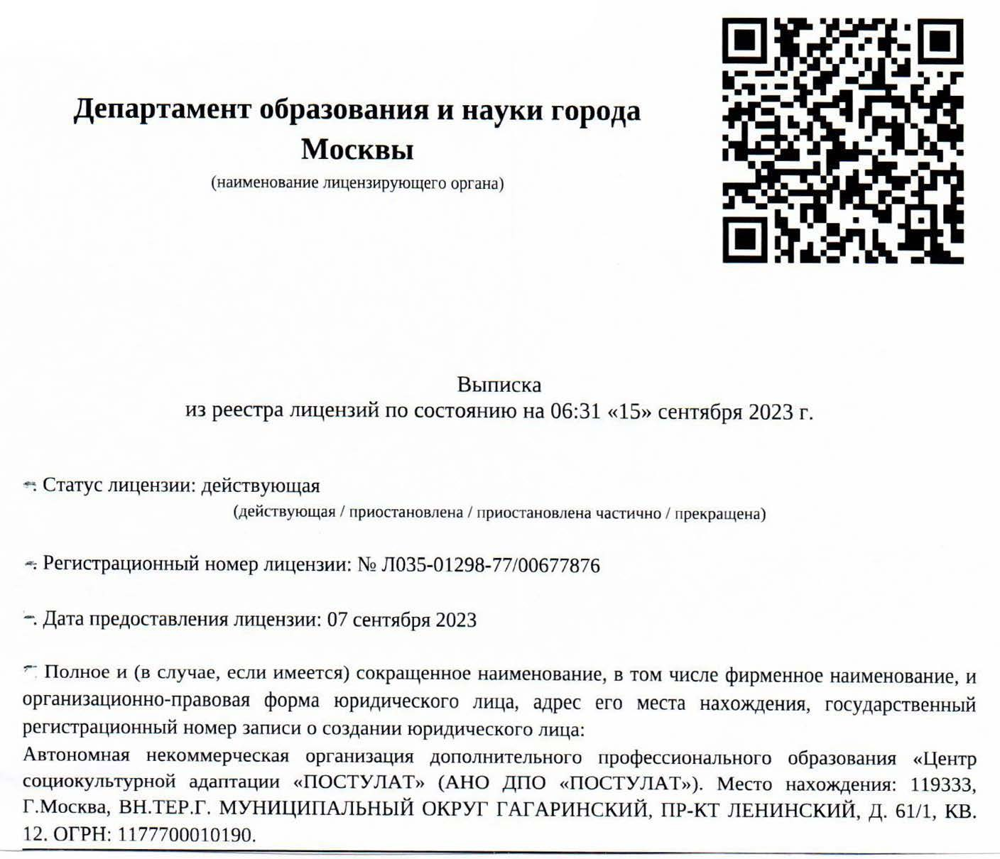 Департамент образования и науки города
Москвы
(наименование лицензирующего органа)
Выписка
из реестра лицензий по состоянию на 06:31 «15» сентября 2023 г.
Статус лицензии: действующая
(действующая / приостановлена / приостановлена частично / прекращена)
Регистрационный номер лицензии: № Л035-01298-77/00677876
Дата предоставления лицензии: 07 сентября 2023
Полное и (в случае, если имеется) сокращенное наименование, в том числе фирменное наименование, и
организационно-правовая форма юридического лица, адрес его места нахождения, государственный
регистрационный номер записи о создании юридического лица:
Автономная некоммерческая организация дополнительного профессионального образования «Центр
социокультурной адаптации «ПОСТУЛАТ» (АНО ДПО «ПОСТУЛАТ»). Место нахождения: 119333,
Г.Москва, ВН.ТЕР.Г. МУНИЦИПАЛЬНЫЙ ОКРУГ ГАГАРИНСКИЙ, ПР-КТ ЛЕНИНСКИЙ, Д. 61/1, КВ.
12. ОГРН: 1177700010190.